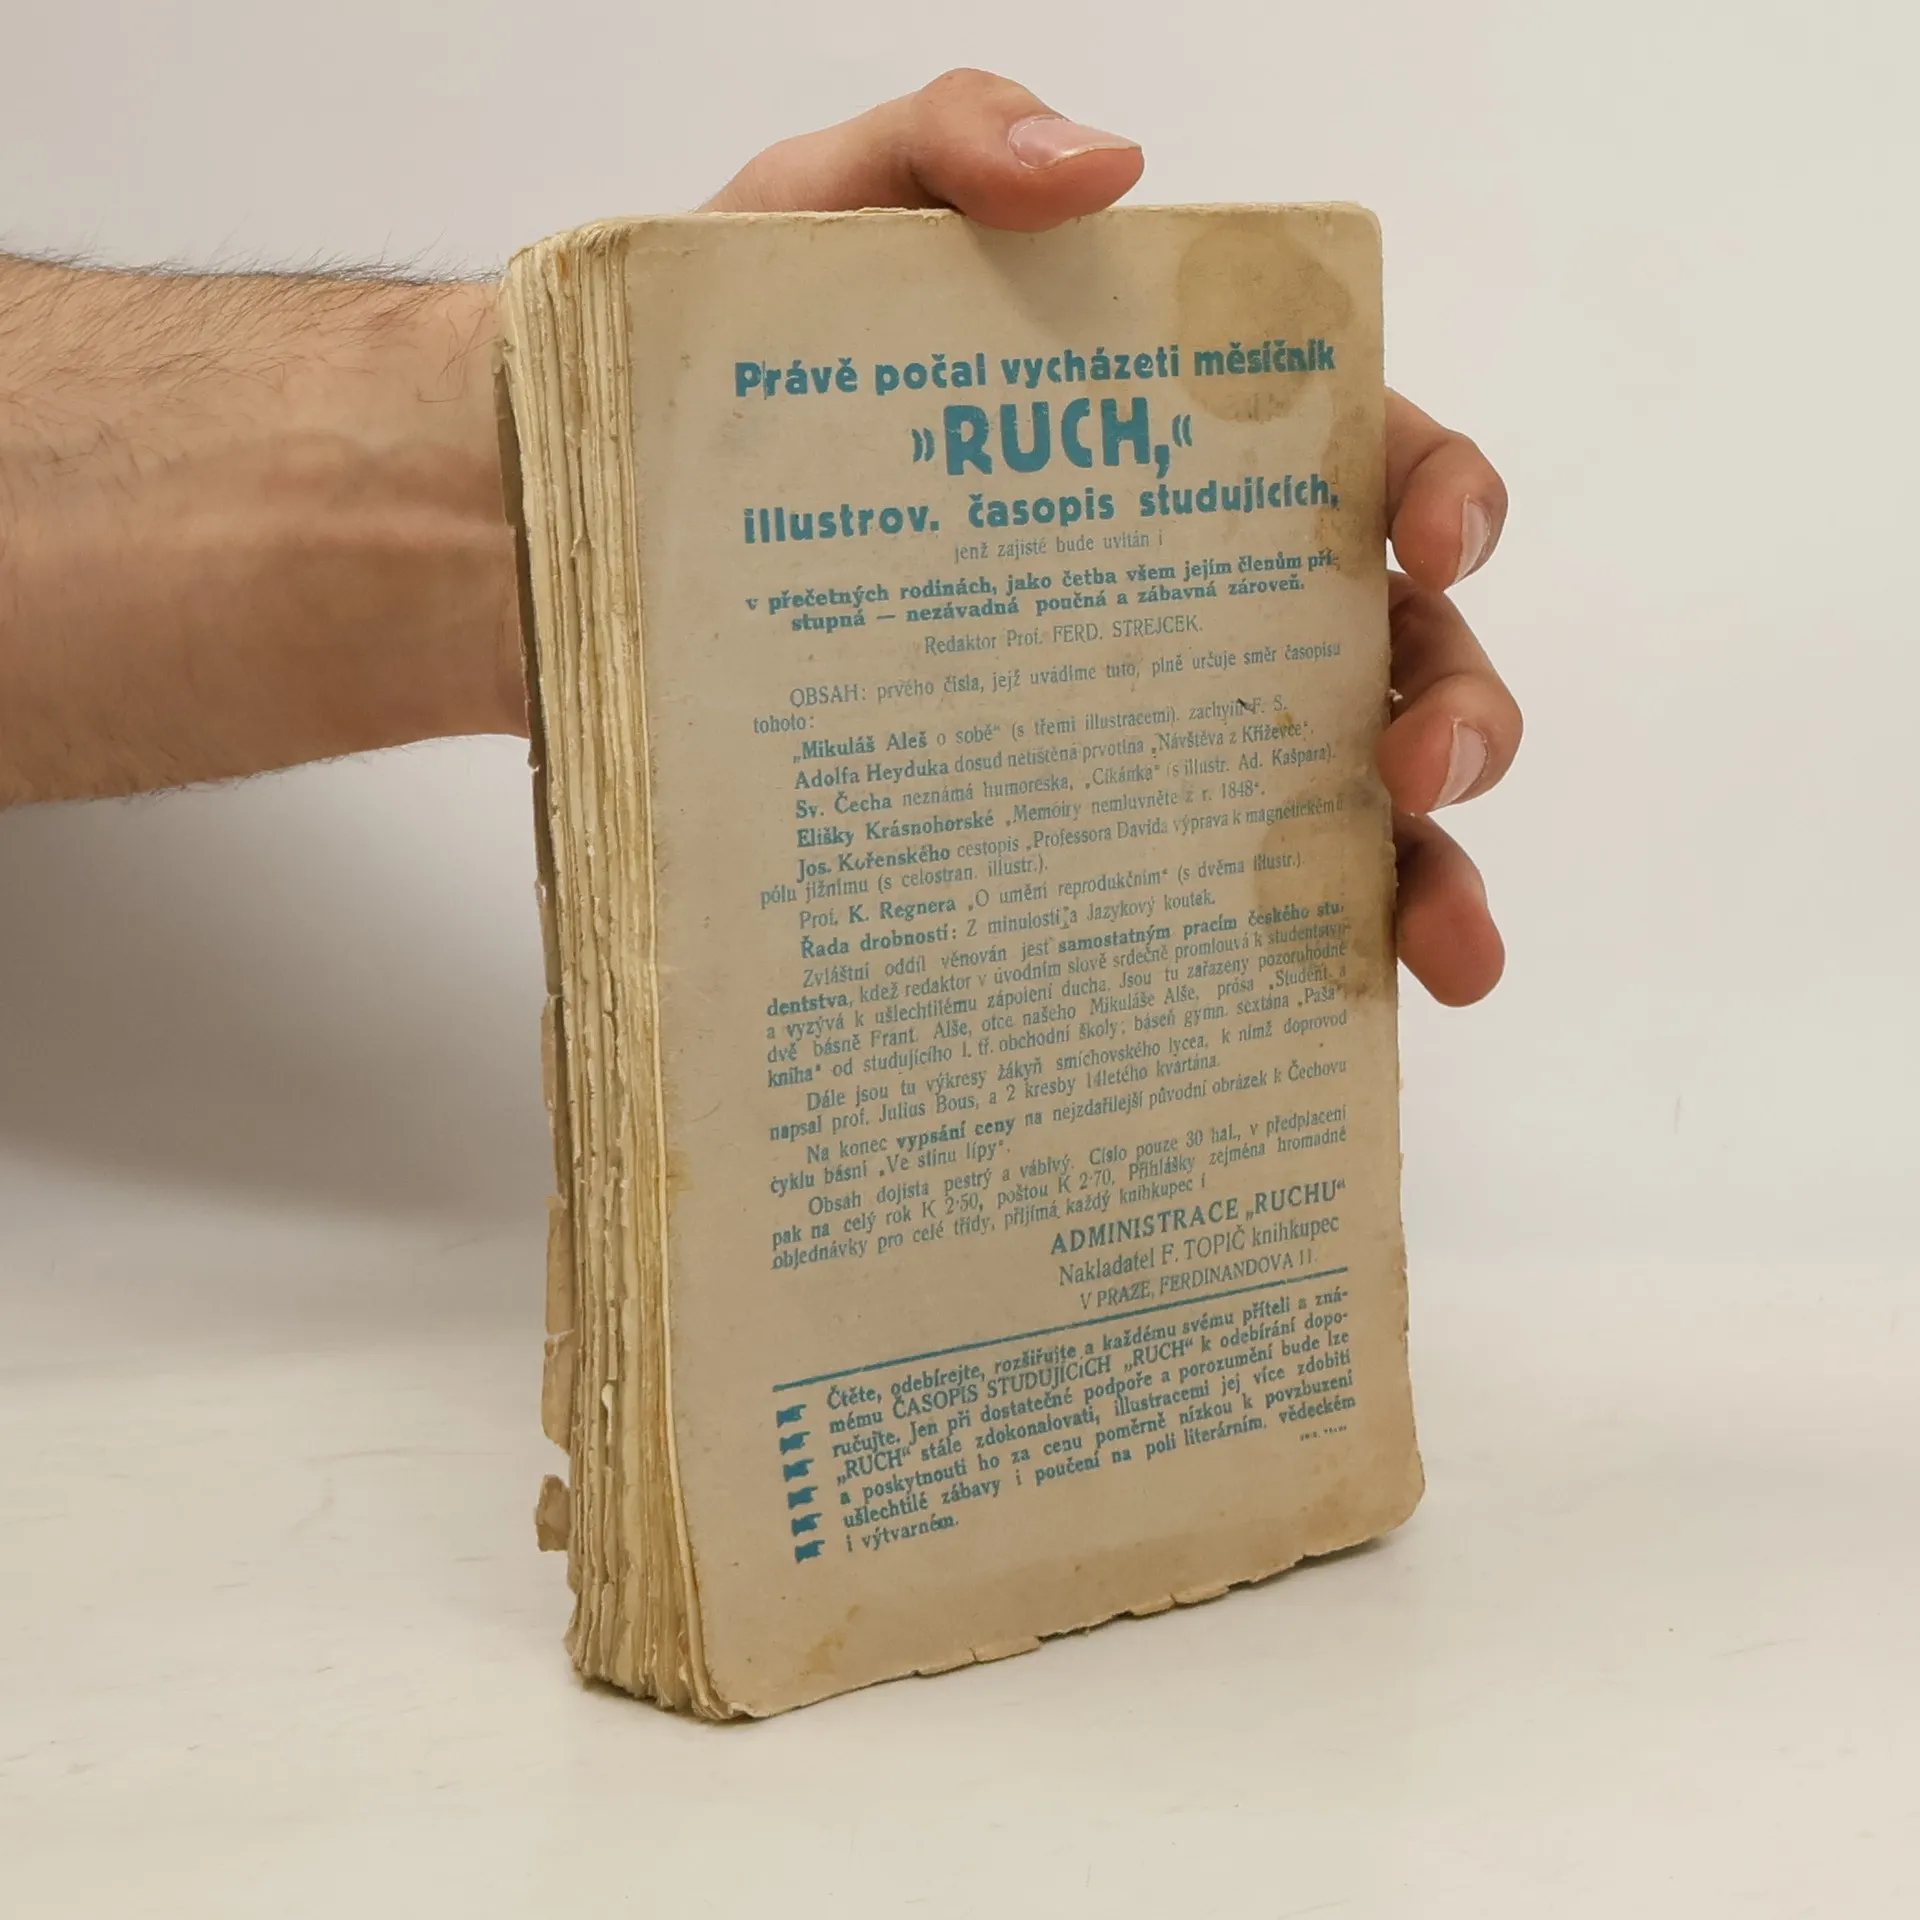 Právě počal vycházeti měsíčník
»RUCH,«
illustrov. časopis studujících,
jenž zajisté bude uvítán i
v přečetných rodinách, jako četba všem jejím členům pří-
stupná — nezávadná poučná a zábavná zároveň.
Redaktor Prof. FERD. STREJCEK.
OBSAH: prvého čísla, jejž uvádíme tuto, plně určuje směr časopisu
tohoto:
„Mikuláš Aleš o sobě“ (s třemi illustracemi). zachytil F. S.
Adolfa Heyduka dosud netištěná prvotina „Návštěva z Kříževce“.
Sv. Čecha neznámá humoreska, „Cikánka“ (s illustr. Ad. Kašpara).
Elišky Krásnohorské „Memoiry nemluvněte z r. 1848“.
Jos. Kořenského cestopis „Professora Davida výprava k magnetickému
pólu jižnímu (s celostran. illustr.).
Prof. K. Regnera „O umění reprodukčním“ (s dvěma illustr.).
Řada drobností: Z minulosti a Jazykový koutek.
Zvláštní oddíl věnován jest samostatným pracím českého stu-
dentstva, kdež redaktor v úvodním slově srdečně promlouvá k studentstvu
a vyzývá k ušlechtilému zápolení ducha. Jsou tu zařazeny pozoruhodné
dvě básně Frant. Alše, otce našeho Mikuláše Alše, prósa „Student a
kniha“ od studujícího I. tř. obchodní školy; báseň gymn. sextána „Paša“,
Dále jsou tu výkresy žákyň smíchovského lycea, k nimž doprovod
napsal prof. Julius Bous, a 2 kresby 14letého kvartána.
Na konec vypsání ceny na nejzdařilejší původní obrázek k Čechovu
cyklu básní „Ve stínu lípy“.
Obsah dojista pestrý a vábivý. Číslo pouze 30 hal., v předplacení
pak na celý rok K 2·50, poštou K 2·70. Přihlášky zejména hromadné
objednávky pro celé třídy, přijímá každý knihkupec i
ADMINISTRACE „RUCHU“
Nakladatel F. TOPIČ knihkupec
V PRAZE, FERDINANDOVA 11.
Čtěte, odebírejte, rozšiřujte a každému svému příteli a zná-
mému ČASOPIS STUDUJÍCÍCH „RUCH“ k odebírání dopo-
ručujte. Jen při dostatečné podpoře a porozumění bude lze
„RUCH“ stále zdokonalovati, illustracemi jej více zdobiti
a poskytnouti ho za cenu poměrně nízkou k povzbuzení
ušlechtilé zábavy i poučení na poli literárním, vědeckém
i výtvarném.